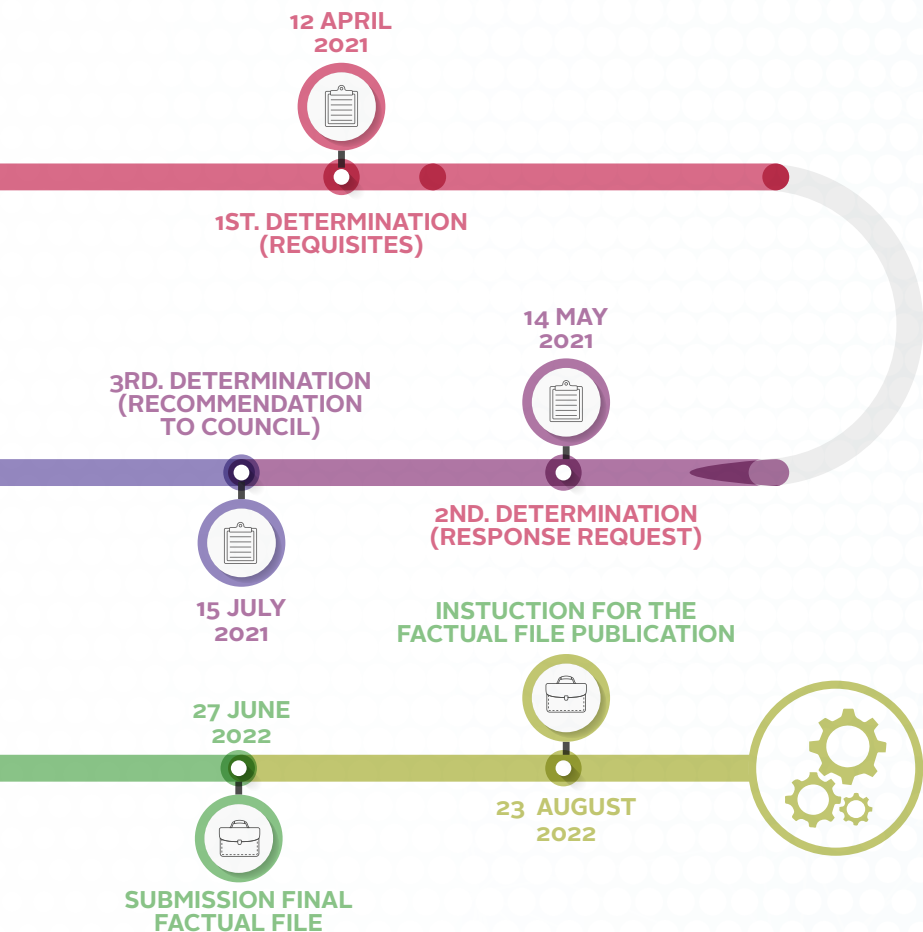 12 APRIL
2021
1ST. DETERMINATION
(REQUISITES)
14 MAY
2021
2ND. DETERMINATION
(RESPONSE REQUEST)
3RD. DETERMINATION
(RECOMMENDATION
TO COUNCIL)
15 JULY
2021
27 JUNE
2022
SUBMISSION FINAL
FACTUAL FILE
INSTUCTION FOR THE
FACTUAL FILE PUBLICATION
23 AUGUST
2022